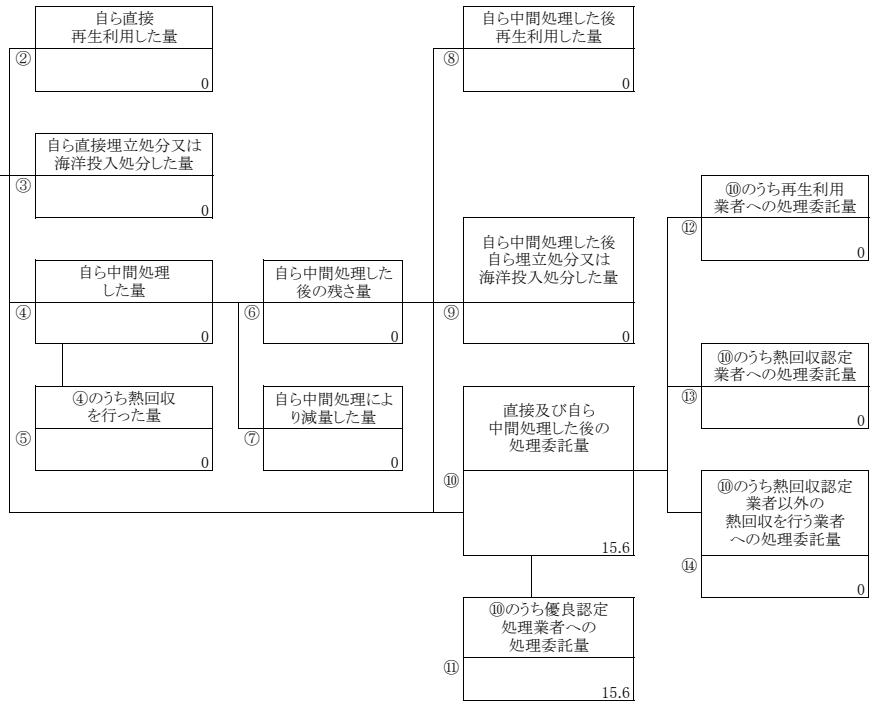 自ら直接
再生利用した量
②
0
自ら直接埋立処分又は
海洋投入処分した量
③
0
自ら中間処理
した量
④
0
④のうち熱回収
を行った量
⑤
0
自ら中間処理した
後の残さ量
⑥
0
自ら中間処理によ
り減量した量
⑦
0
自ら中間処理した後
再生利用した量
⑧
0
自ら中間処理した後
自ら埋立処分又は
海洋投入処分した量
⑨
0
直接及び自ら
中間処理した後の
処理委託量
⑩
15.6
⑩のうち優良認定
処理業者への
処理委託量
⑪
15.6
⑩のうち再生利用
業者への処理委託量
⑫
0
⑩のうち熱回収認定
業者への処理委託量
⑬
0
⑩のうち熱回収認定
業者以外の
熱回収を行う業者
への処理委託量
⑭
0